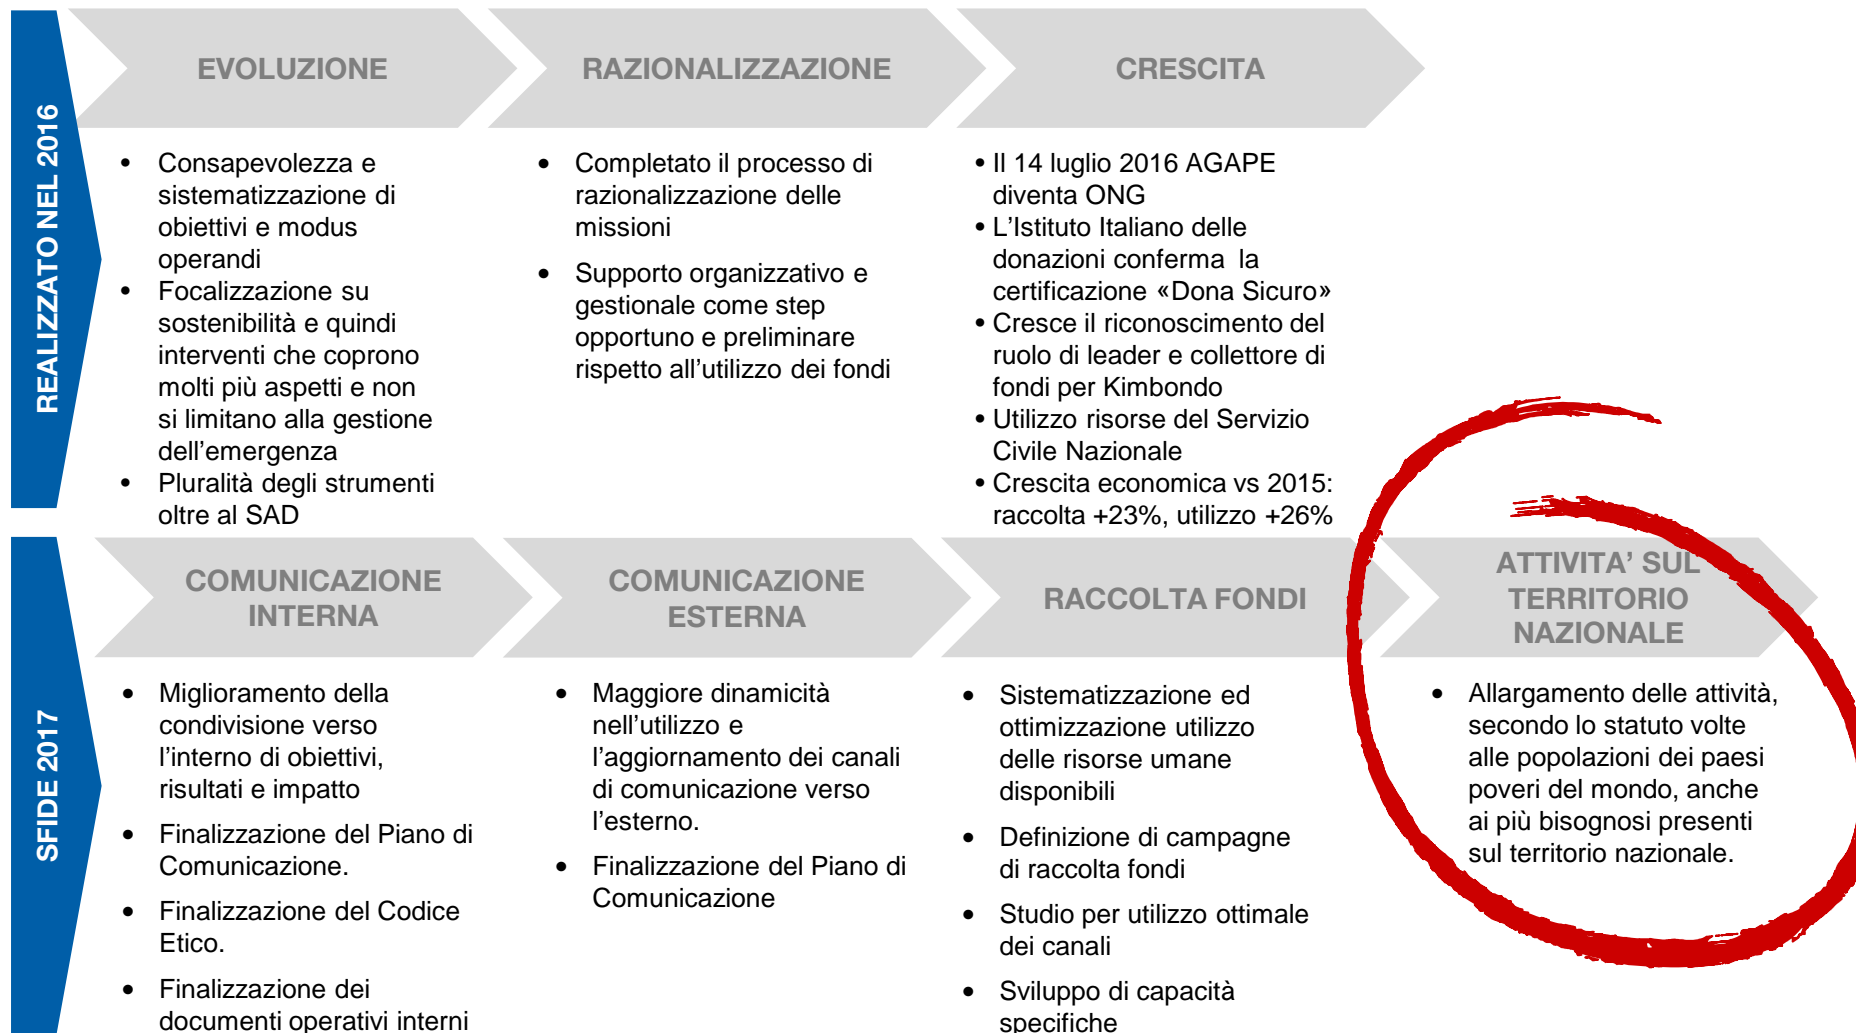 REALIZZATO NEL 2016
EVOLUZIONE
• Consapevolezza e
sistematizzazione di
obiettivi e modus
operandi
• Focalizzazione su
sostenibilità e quindi
interventi che coprono
molti più aspetti e non
si limitano alla gestione
dell’emergenza
• Pluralità degli strumenti
oltre al SAD
RAZIONALIZZAZIONE
• Completato il processo di
razionalizzazione delle
missioni
• Supporto organizzativo e
gestionale come step
opportuno e preliminare
rispetto all’utilizzo dei fondi
CRESCITA
• Il 14 luglio 2016 AGAPE
diventa ONG
• L’Istituto Italiano delle
donazioni conferma la
certificazione «Dona Sicuro»
• Cresce il riconoscimento del
ruolo di leader e collettore di
fondi per Kimbondo
• Utilizzo risorse del Servizio
Civile Nazionale
• Crescita economica vs 2015:
raccolta +23%, utilizzo +26%
SFIDE 2017
COMUNICAZIONE
INTERNA
• Miglioramento della
condivisione verso
l’interno di obiettivi,
risultati e impatto
• Finalizzazione del Piano di
Comunicazione.
• Finalizzazione del Codice
Etico.
• Finalizzazione dei
documenti operativi interni
COMUNICAZIONE
ESTERNA
• Maggiore dinamicità
nell’utilizzo e
l’aggiornamento dei canali
di comunicazione verso
l’esterno.
• Finalizzazione del Piano di
Comunicazione
RACCOLTA FONDI
• Sistematizzazione ed
ottimizzazione utilizzo
delle risorse umane
disponibili
• Definizione di campagne
di raccolta fondi
• Studio per utilizzo ottimale
dei canali
• Sviluppo di capacità
specifiche
ATTIVITA’ SUL
TERRITORIO
NAZIONALE
• Allargamento delle attività,
secondo lo statuto volte
alle popolazioni dei paesi
poveri del mondo, anche
ai più bisognosi presenti
sul territorio nazionale.